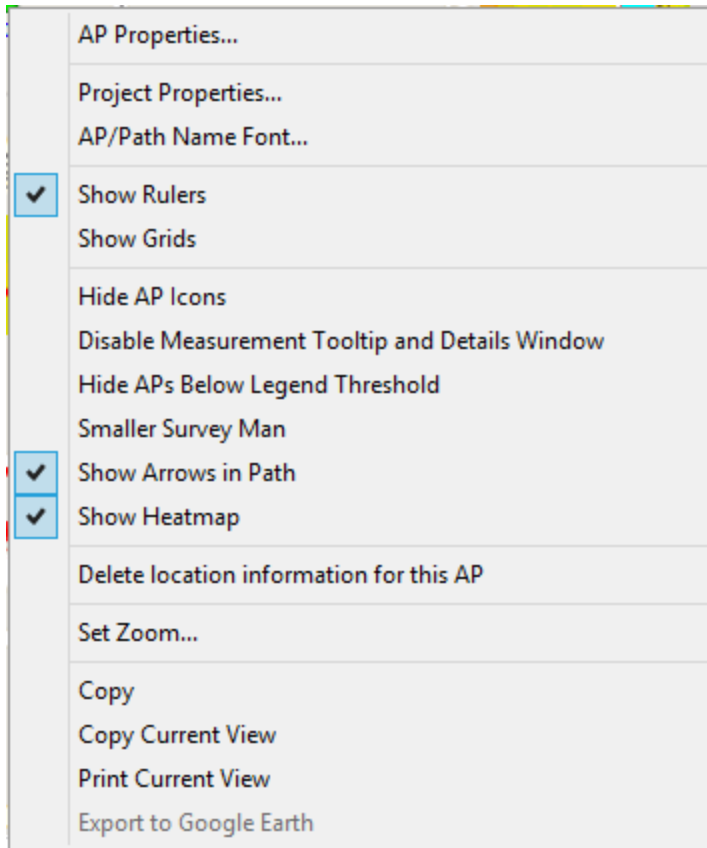 AP Properties...
Project Properties...
AP/Path Name Font...
Show Rulers
Show Grids
Hide AP Icons
Disable Measurement Tooltip and Details Window
Hide APs Below Legend Threshold
Smaller Survey Man
Show Arrows in Path
Show Heatmap
Delete location information for this AP
Set Zoom...
Copy
Copy Current View
Print Current View
Export to Google Earth